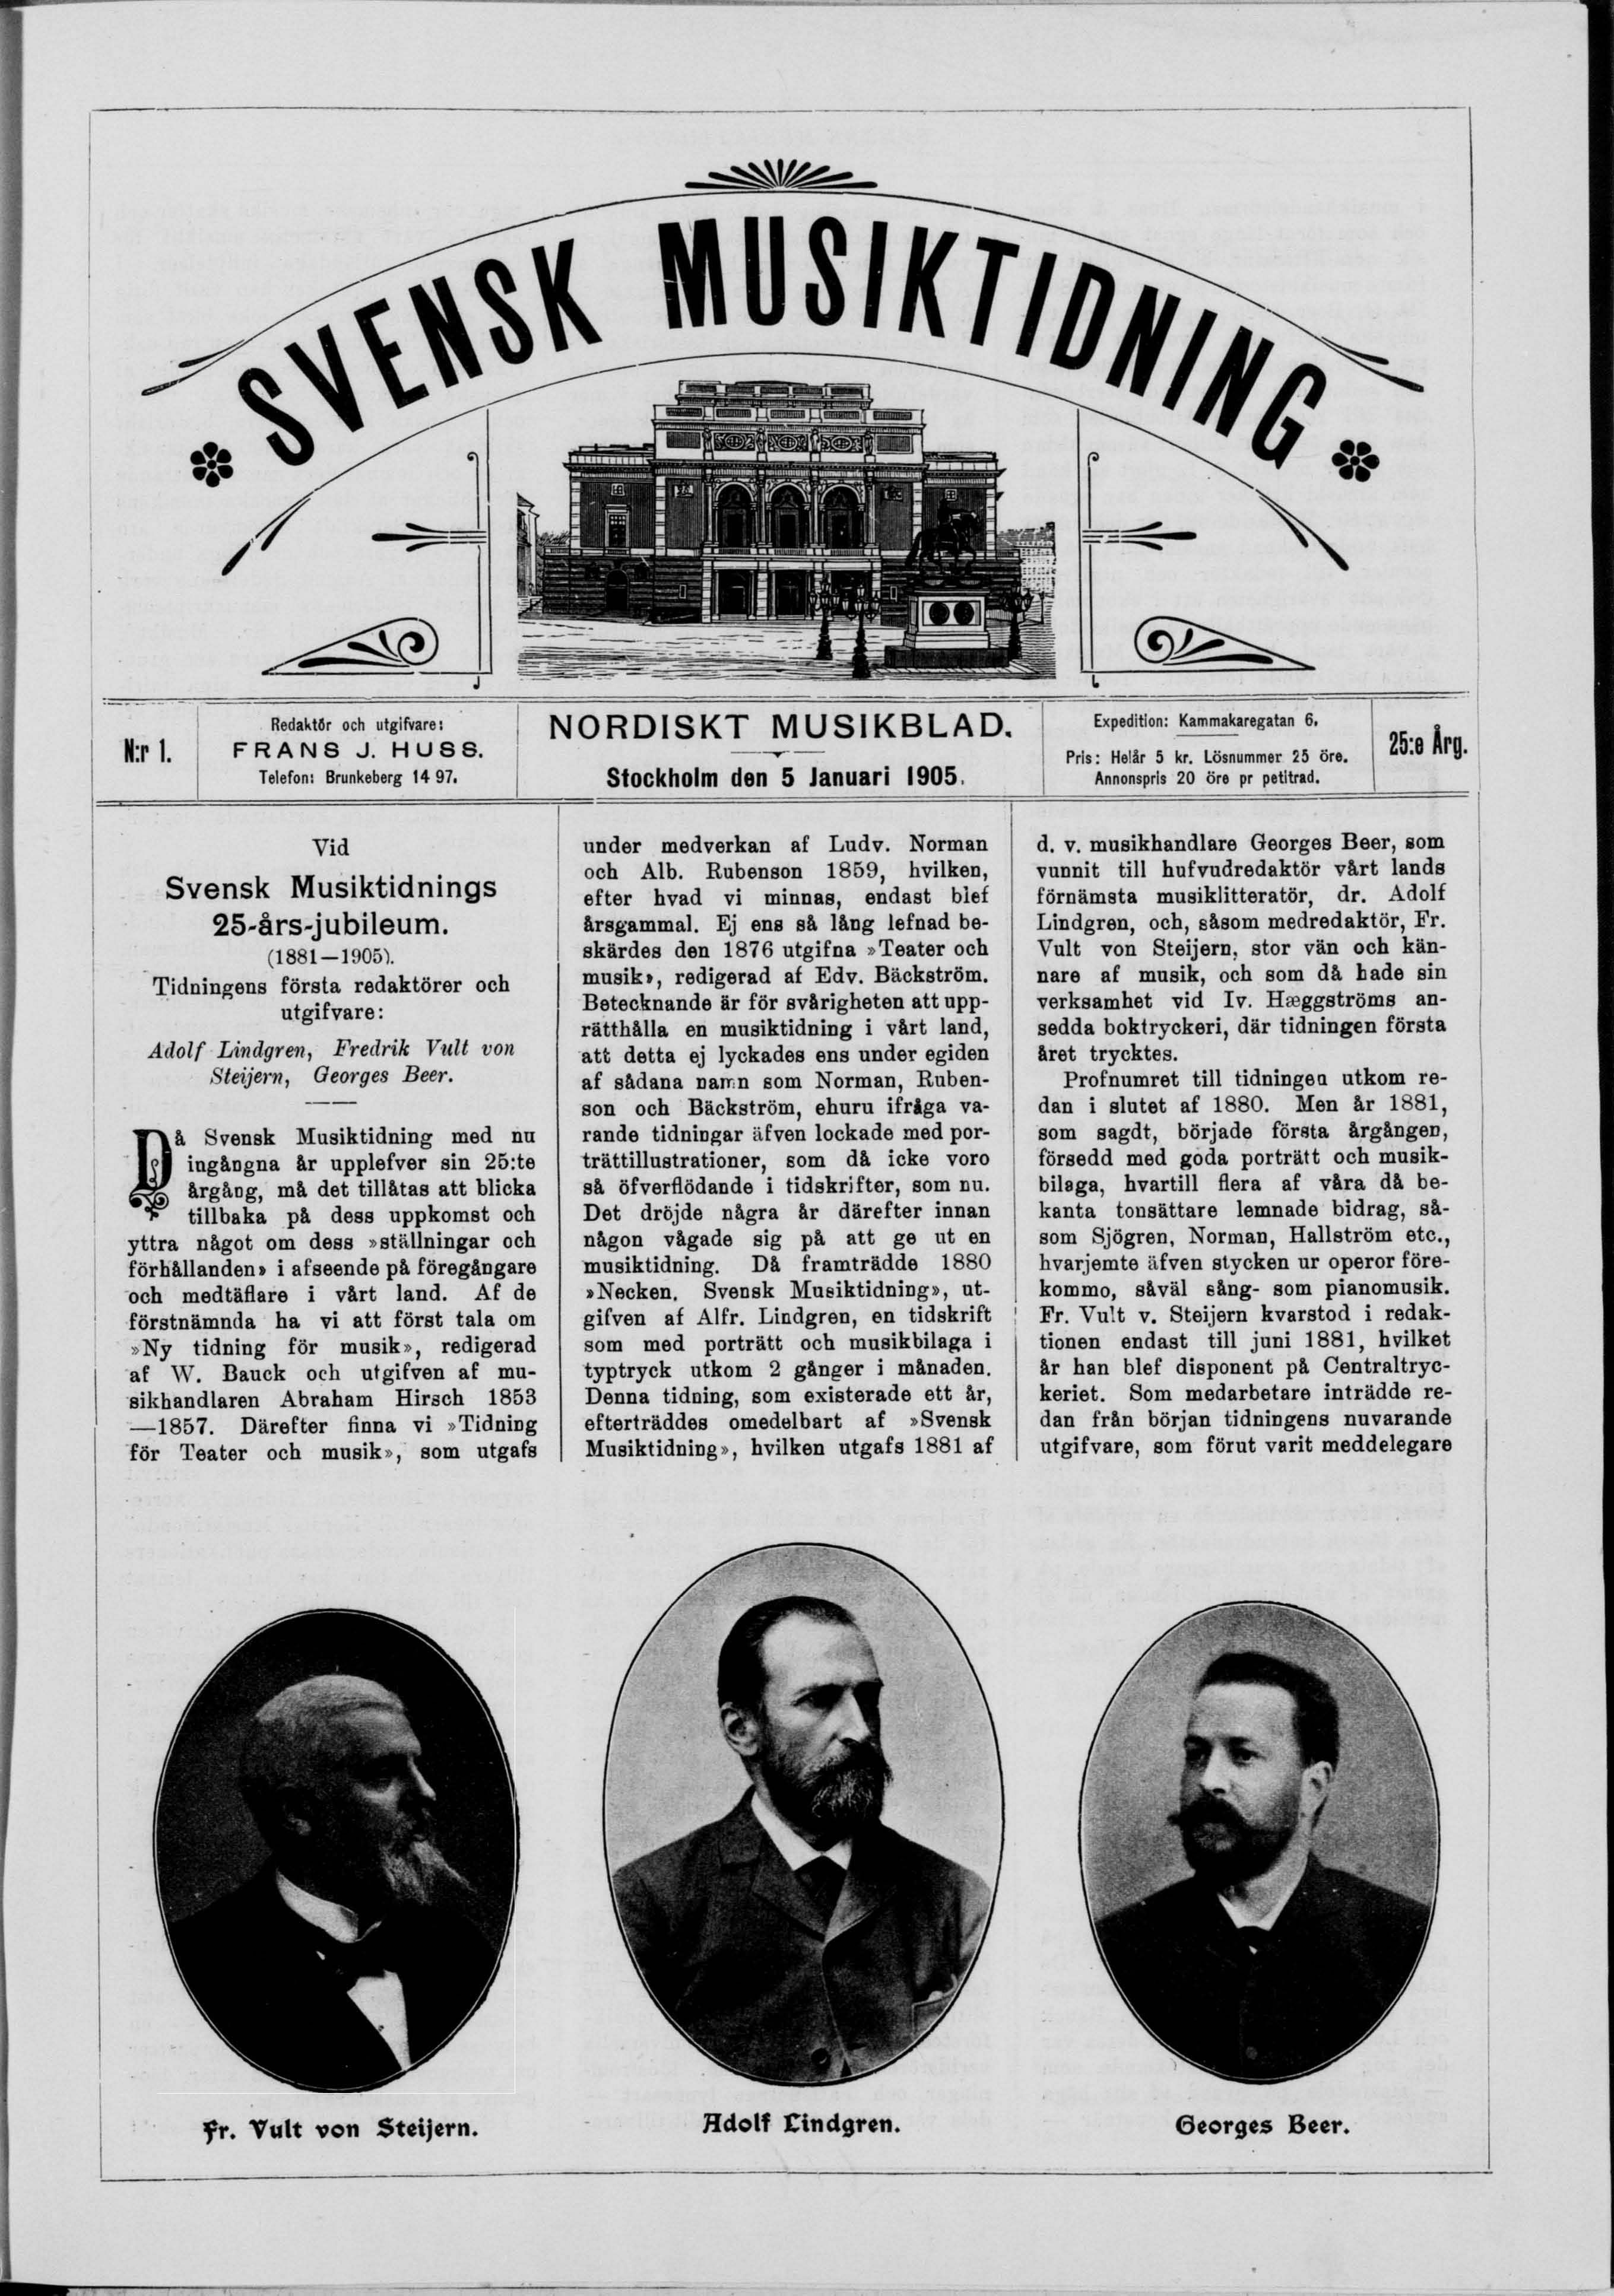 SVENSK MUSIKTIDNING
N:r 1.
Redaktör och utgifvare:
FRANS J. HUSS.
Telefon: Brunkeberg 14 97.
NORDISKT MUSIKBLAD.
Stockholm den 5 Januari 1905.
Expedition: Kammakaregatan 6.
Pris: Helår 5 kr. Lösnummer 25 öre.
Annonspris 20 öre pr petitrad.
25:e Årg.
Vid
Svensk Musiktidnings
25-års-jubileum.
(1881—1905).
Tidningens första redaktörer och
utgifvare:
Adolf Lindgren, Fredrik Vult von
Steijern, Georges Beer.
Då Svensk Musiktidning med nu
ingångna år upplefver sin 25:te
årgång, må det tillåtas att blicka
tillbaka på dess uppkomst och
yttra något om dess »ställningar och
förhållanden» i afseende på föregångare
och medtäflare i vårt land. Af de
förstnämnda ha vi att först tala om
»Ny tidning för musik», redigerad
af W. Bauck och utgifven af mu-
sikhandlaren Abraham Hirsch 1853
—1857. Därefter finna vi »Tidning
för Teater och musik», som utgafs
under medverkan af Ludv. Norman
och Alb. Rubenson 1859, hvilken,
efter hvad vi minnas, endast blef
årsgammal. Ej ens så lång lefnad be-
skärdes den 1876 utgifna »Teater och
musik», redigerad af Edv. Bäckström.
Betecknande är för svårigheten att upp-
rätthålla en musiktidning i vårt land,
att detta ej lyckades ens under egiden
af sådana namn som Norman, Ruben-
son och Bäckström, ehuru ifråga va-
rande tidningar äfven lockade med por-
trättillustrationer, som då icke voro
så öfverflödande i tidskrifter, som nu.
Det dröjde några år därefter innan
någon vågade sig på att ge ut en
musiktidning. Då framträdde 1880
»Necken. Svensk Musiktidning», ut-
gifven af Alfr. Lindgren, en tidskrift
som med porträtt och musikbilaga i
typtryck utkom 2 gånger i månaden.
Denna tidning, som existerade ett år,
efterträddes omedelbart af »Svensk
Musiktidning», hvilken utgafs 1881 af
d. v. musikhandlare Georges Beer, som
vunnit till hufvudredaktör vårt lands
förnämsta musiklitteratör, dr. Adolf
Lindgren, och, såsom medredaktör, Fr.
Vult von Steijern, stor vän och kän-
nare af musik, och som då hade sin
verksamhet vid Iv. Hæggströms an-
sedda boktryckeri, där tidningen första
året trycktes.
Profnumret till tidningen utkom re-
dan i slutet af 1880. Men år 1881,
som sagdt, började första årgången,
försedd med goda porträtt och musik-
bilaga, hvartill flera af våra då be-
kanta tonsättare lemnade bidrag, så-
som Sjögren, Norman, Hallström etc.,
hvarjemte äfven stycken ur operor före-
kommo, såväl sång- som pianomusik.
Fr. Vult v. Steijern kvarstod i redak-
tionen endast till juni 1881, hvilket
år han blef disponent på Centraltryc-
keriet. Som medarbetare inträdde re-
dan från början tidningens nuvarande
utgifvare, som förut varit meddelegare
Fr. Vult von Steijern.
Adolf Lindgren.
Georges Beer.